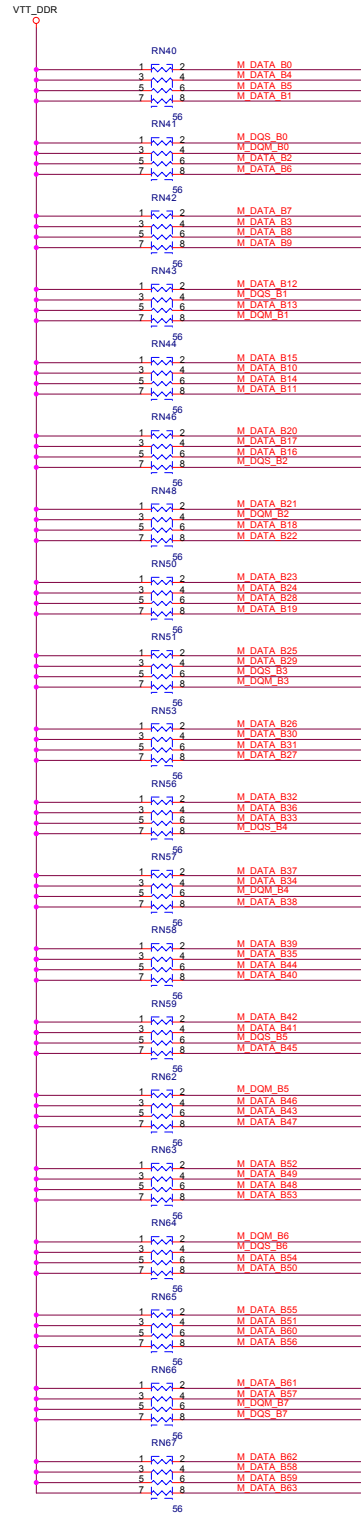 VTT_DDR
RN40
1 2 M_DATA_B0
3 4 M_DATA_B4
5 6 M_DATA_B5
7 8 M_DATA_B1
56
RN41
1 2 M_DQS_B0
3 4 M_DQM_B0
5 6 M_DATA_B2
7 8 M_DATA_B6
56
RN42
1 2 M_DATA_B7
3 4 M_DATA_B3
5 6 M_DATA_B8
7 8 M_DATA_B9
56
RN43
1 2 M_DATA_B12
3 4 M_DQS_B1
5 6 M_DATA_B13
7 8 M_DQM_B1
56
RN44
1 2 M_DATA_B15
3 4 M_DATA_B10
5 6 M_DATA_B14
7 8 M_DATA_B11
56
RN46
1 2 M_DATA_B20
3 4 M_DATA_B17
5 6 M_DATA_B16
7 8 M_DQS_B2
56
RN48
1 2 M_DATA_B21
3 4 M_DQM_B2
5 6 M_DATA_B18
7 8 M_DATA_B22
56
RN50
1 2 M_DATA_B23
3 4 M_DATA_B24
5 6 M_DATA_B28
7 8 M_DATA_B19
56
RN51
1 2 M_DATA_B25
3 4 M_DATA_B29
5 6 M_DQS_B3
7 8 M_DQM_B3
56
RN53
1 2 M_DATA_B26
3 4 M_DATA_B30
5 6 M_DATA_B31
7 8 M_DATA_B27
56
RN56
1 2 M_DATA_B32
3 4 M_DATA_B36
5 6 M_DATA_B33
7 8 M_DQS_B4
56
RN57
1 2 M_DATA_B37
3 4 M_DATA_B34
5 6 M_DQM_B4
7 8 M_DATA_B38
56
RN58
1 2 M_DATA_B39
3 4 M_DATA_B35
5 6 M_DATA_B44
7 8 M_DATA_B40
56
RN59
1 2 M_DATA_B42
3 4 M_DATA_B41
5 6 M_DQS_B5
7 8 M_DATA_B45
56
RN62
1 2 M_DQM_B5
3 4 M_DATA_B46
5 6 M_DATA_B43
7 8 M_DATA_B47
56
RN63
1 2 M_DATA_B52
3 4 M_DATA_B49
5 6 M_DATA_B48
7 8 M_DATA_B53
56
RN64
1 2 M_DQM_B6
3 4 M_DQS_B6
5 6 M_DATA_B54
7 8 M_DATA_B50
56
RN65
1 2 M_DATA_B55
3 4 M_DATA_B51
5 6 M_DATA_B60
7 8 M_DATA_B56
56
RN66
1 2 M_DATA_B61
3 4 M_DATA_B57
5 6 M_DQM_B7
7 8 M_DQS_B7
56
RN67
1 2 M_DATA_B62
3 4 M_DATA_B58
5 6 M_DATA_B59
7 8 M_DATA_B63
56